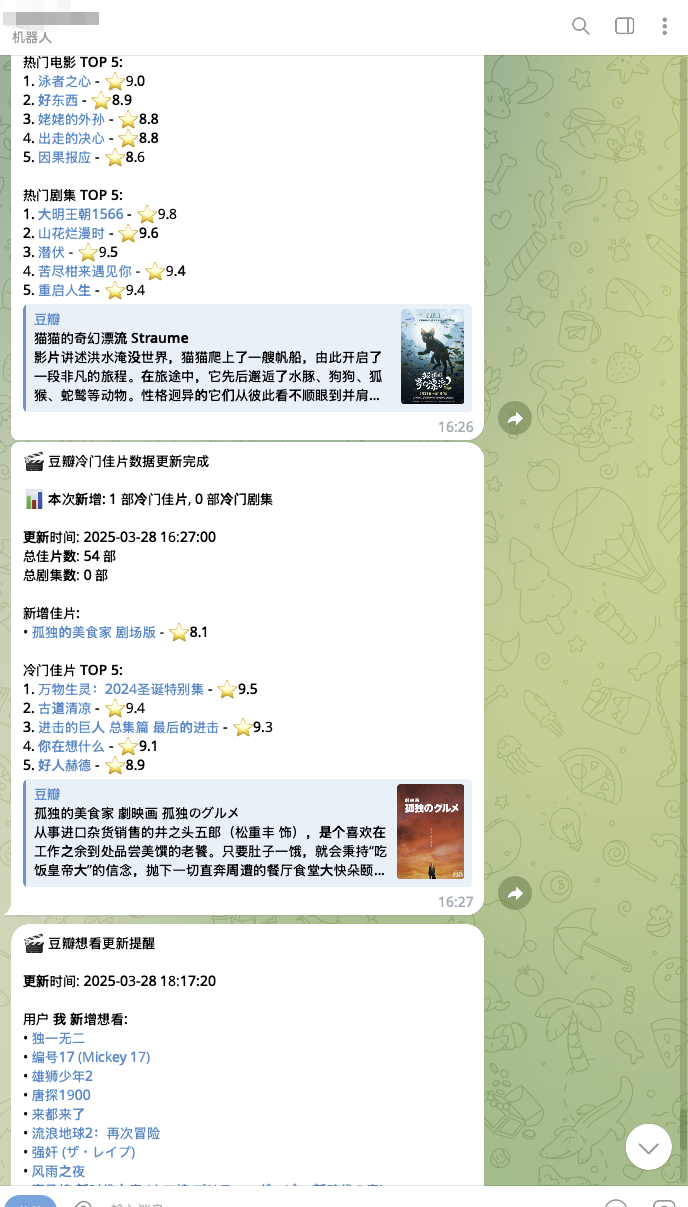 机器人
热门电影 TOP 5:
1. 泳者之心 - ⭐9.0
2. 好东西 - ⭐8.9
3. 姥姥的外孙 - ⭐8.8
4. 出走的决心 - ⭐8.8
5. 因果报应 - ⭐8.6
热门剧集 TOP 5:
1. 大明王朝1566 - ⭐9.8
2. 山花烂漫时 - ⭐9.6
3. 潜伏 - ⭐9.5
4. 苦尽柑来遇见你 - ⭐9.4
5. 重启人生 - ⭐9.4
豆瓣
猫猫的奇幻漂流 Straume
影片讲述洪水淹没世界，猫猫爬上了一艘帆船，由此开启了
一段非凡的旅程。在旅途中，它先后邂逅了水豚、狗狗、狐
猴、蛇鹫等动物。性格迥异的它们从彼此看不顺眼到并肩...
16:26
🎬 豆瓣冷门佳片数据更新完成
📊 本次新增: 1 部冷门佳片, 0 部冷门剧集
更新时间: 2025-03-28 16:27:00
总佳片数: 54 部
总剧集数: 0 部
新增佳片:
• 孤独的美食家 剧场版 - ⭐8.1
冷门佳片 TOP 5:
1. 万物生灵：2024圣诞特别集 - ⭐9.5
2. 古道清凉 - ⭐9.4
3. 进击的巨人 总集篇 最后的进击 - ⭐9.3
4. 你在想什么 - ⭐9.1
5. 好人赫德 - ⭐8.9
豆瓣
孤独的美食家 劇映画 孤独のグルメ
从事进口杂货销售的井之头五郎（松重丰 饰），是个喜欢在
工作之余到处品尝美馔的老饕。只要肚子一饿，就会秉持“吃
饭皇帝大”的信念，抛下一切直奔周遭的餐厅食堂大快朵颐...
劇映画
孤独のグルメ
16:27
🎬 豆瓣想看更新提醒
更新时间: 2025-03-28 18:17:20
用户 我 新增想看:
• 独一无二
• 编号17 (Mickey 17)
• 雄狮少年2
• 唐探1900
• 来都来了
• 流浪地球2：再次冒险
• 强奸 (ザ・レイプ)
• 风雨之夜